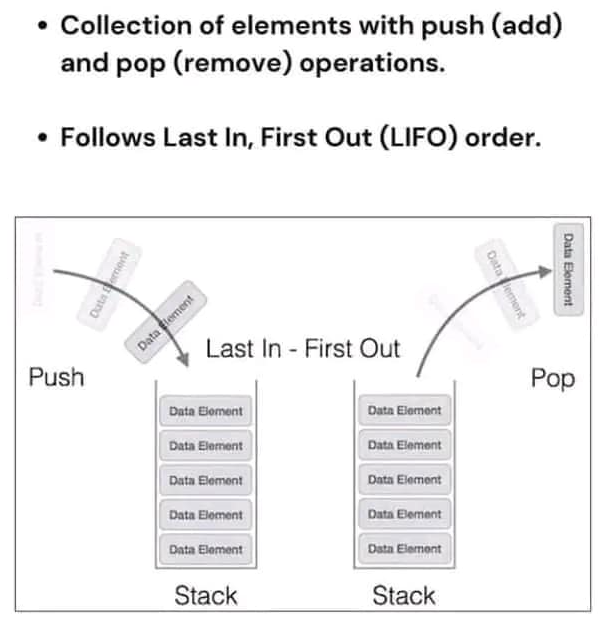 • Collection of elements with push (add)
and pop (remove) operations.
• Follows Last In, First Out (LIFO) order.
Data Element
Data Element
Data Element
Data Element
Data Element
Last In - First Out
Push
Pop
Data Element
Data Element
Data Element
Data Element
Data Element
Data Element
Data Element
Data Element
Data Element
Data Element
Stack
Stack